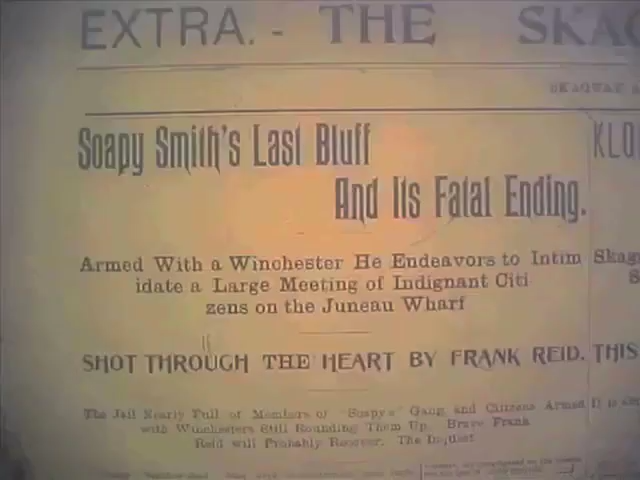 EXTRA. - THE SKAG
SKAGWAY
Soapy Smith's Last Bluff
And Its Fatal Ending.
KLO
Armed With a Winchester He Endeavors to Intim
idate a Large Meeting of Indignant Citi
zens on the Juneau Wharf
Skagu
S
SHOT THROUGH THE HEART BY FRANK REID.
THIS
The Jail Nearly Full of Members of "Soapy's" Gang and Citizens Armed
with Winchesters Still Rounding Them Up. Brave Frank
Reid will Probably Recover. The Inquest